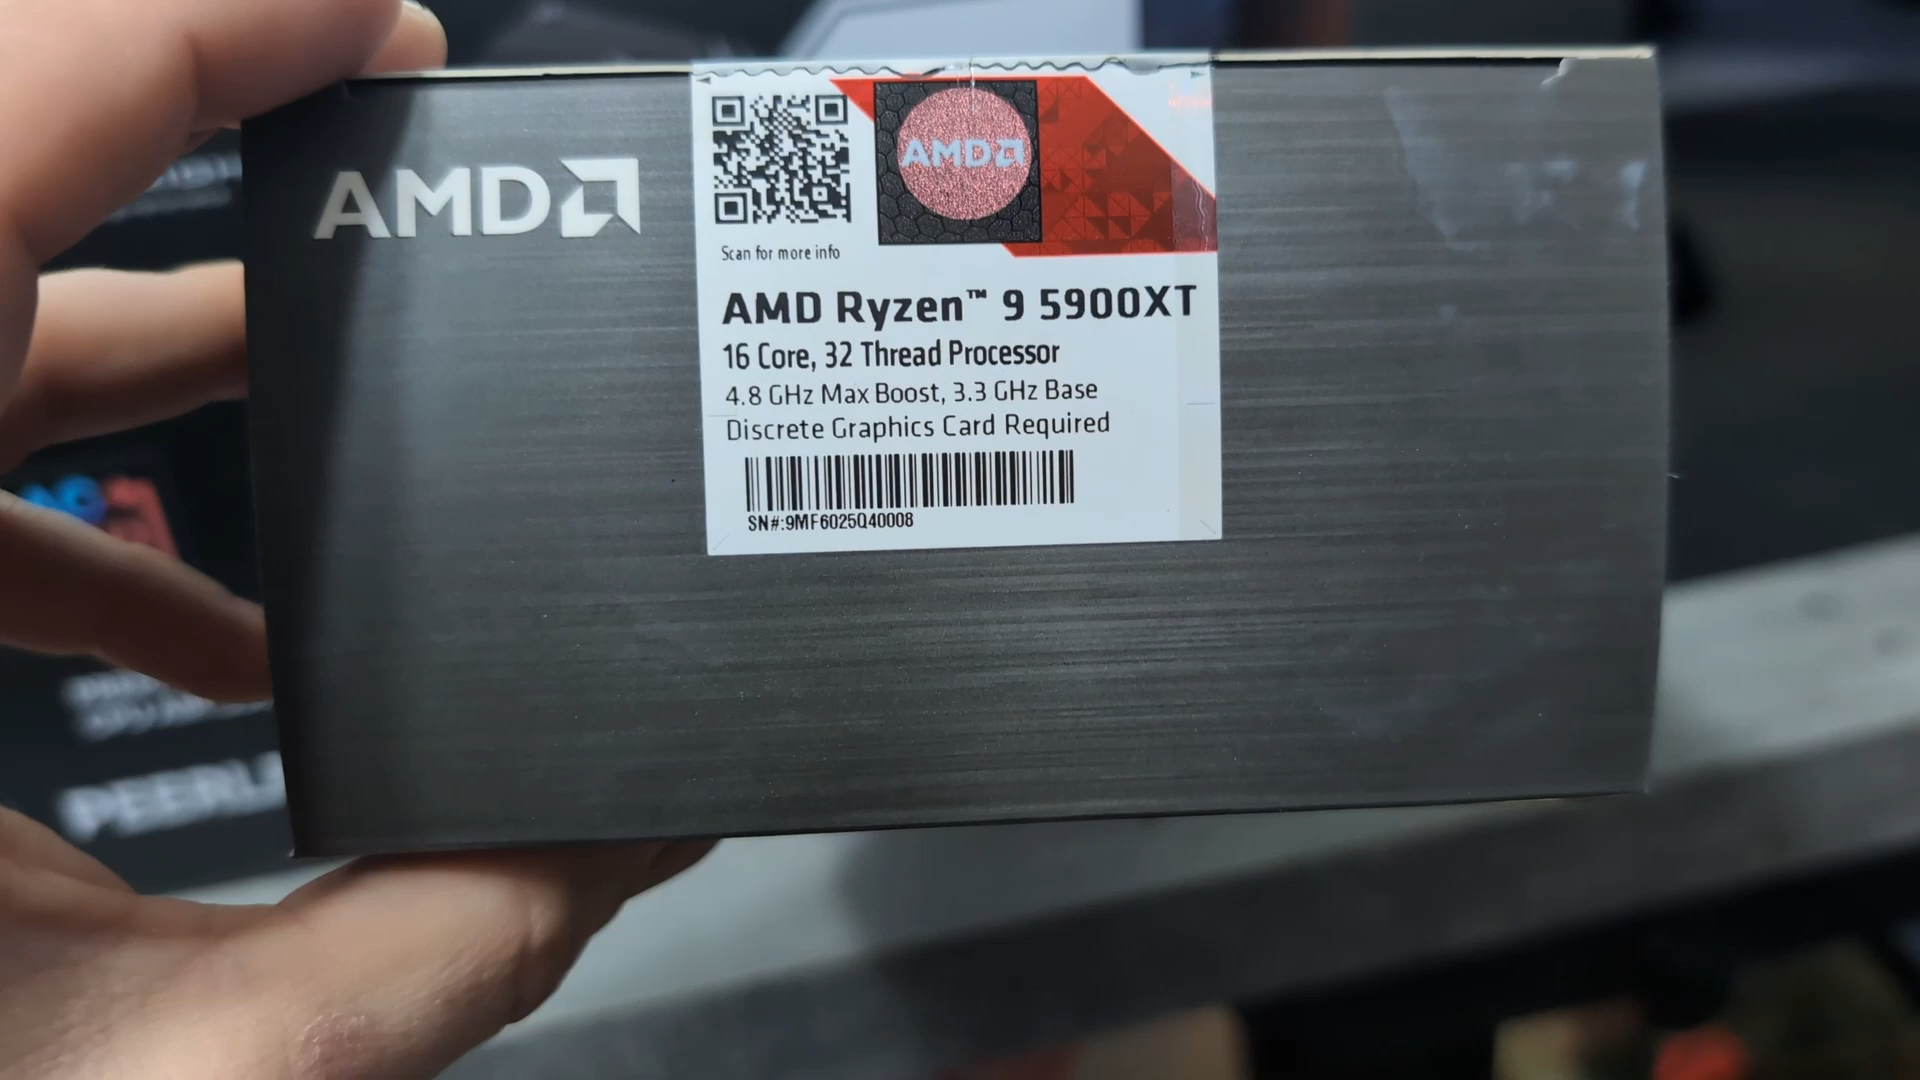 AMD
AMD
Scan for more info
AMD Ryzen™ 9 5900XT
16 Core, 32 Thread Processor
4.8 GHz Max Boost, 3.3 GHz Base
Discrete Graphics Card Required
SN#:9MF6025Q40008
PEERL